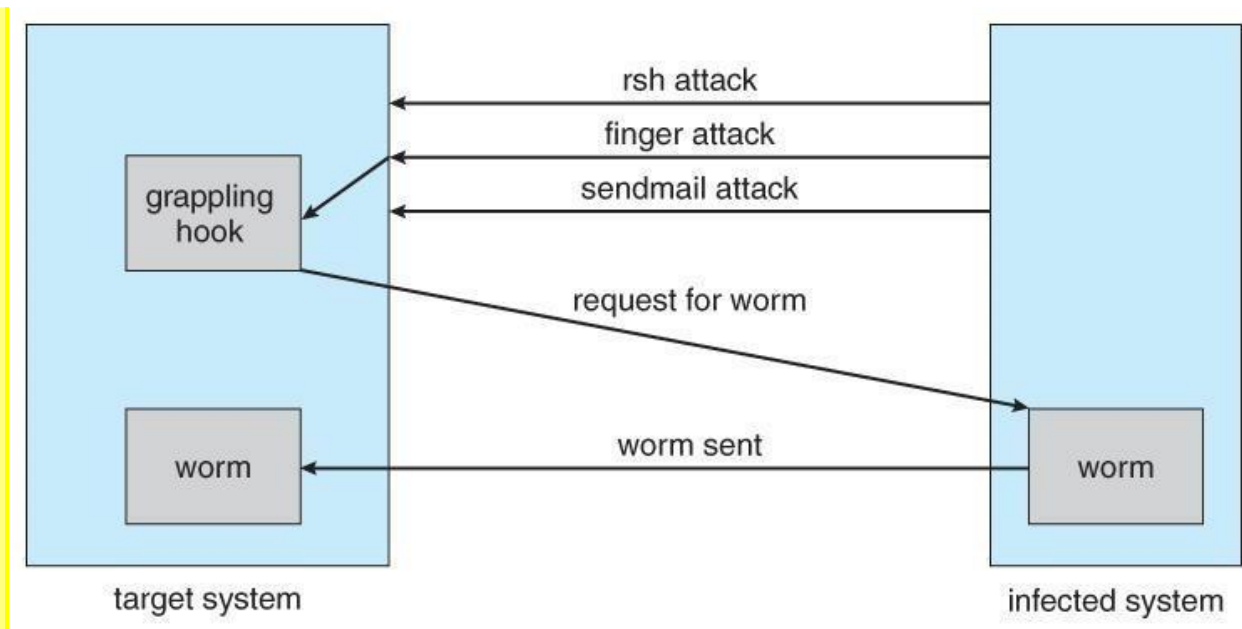 rsh attack
finger attack
sendmail attack
grappling
hook
request for worm
worm sent
worm
worm
target system
infected system